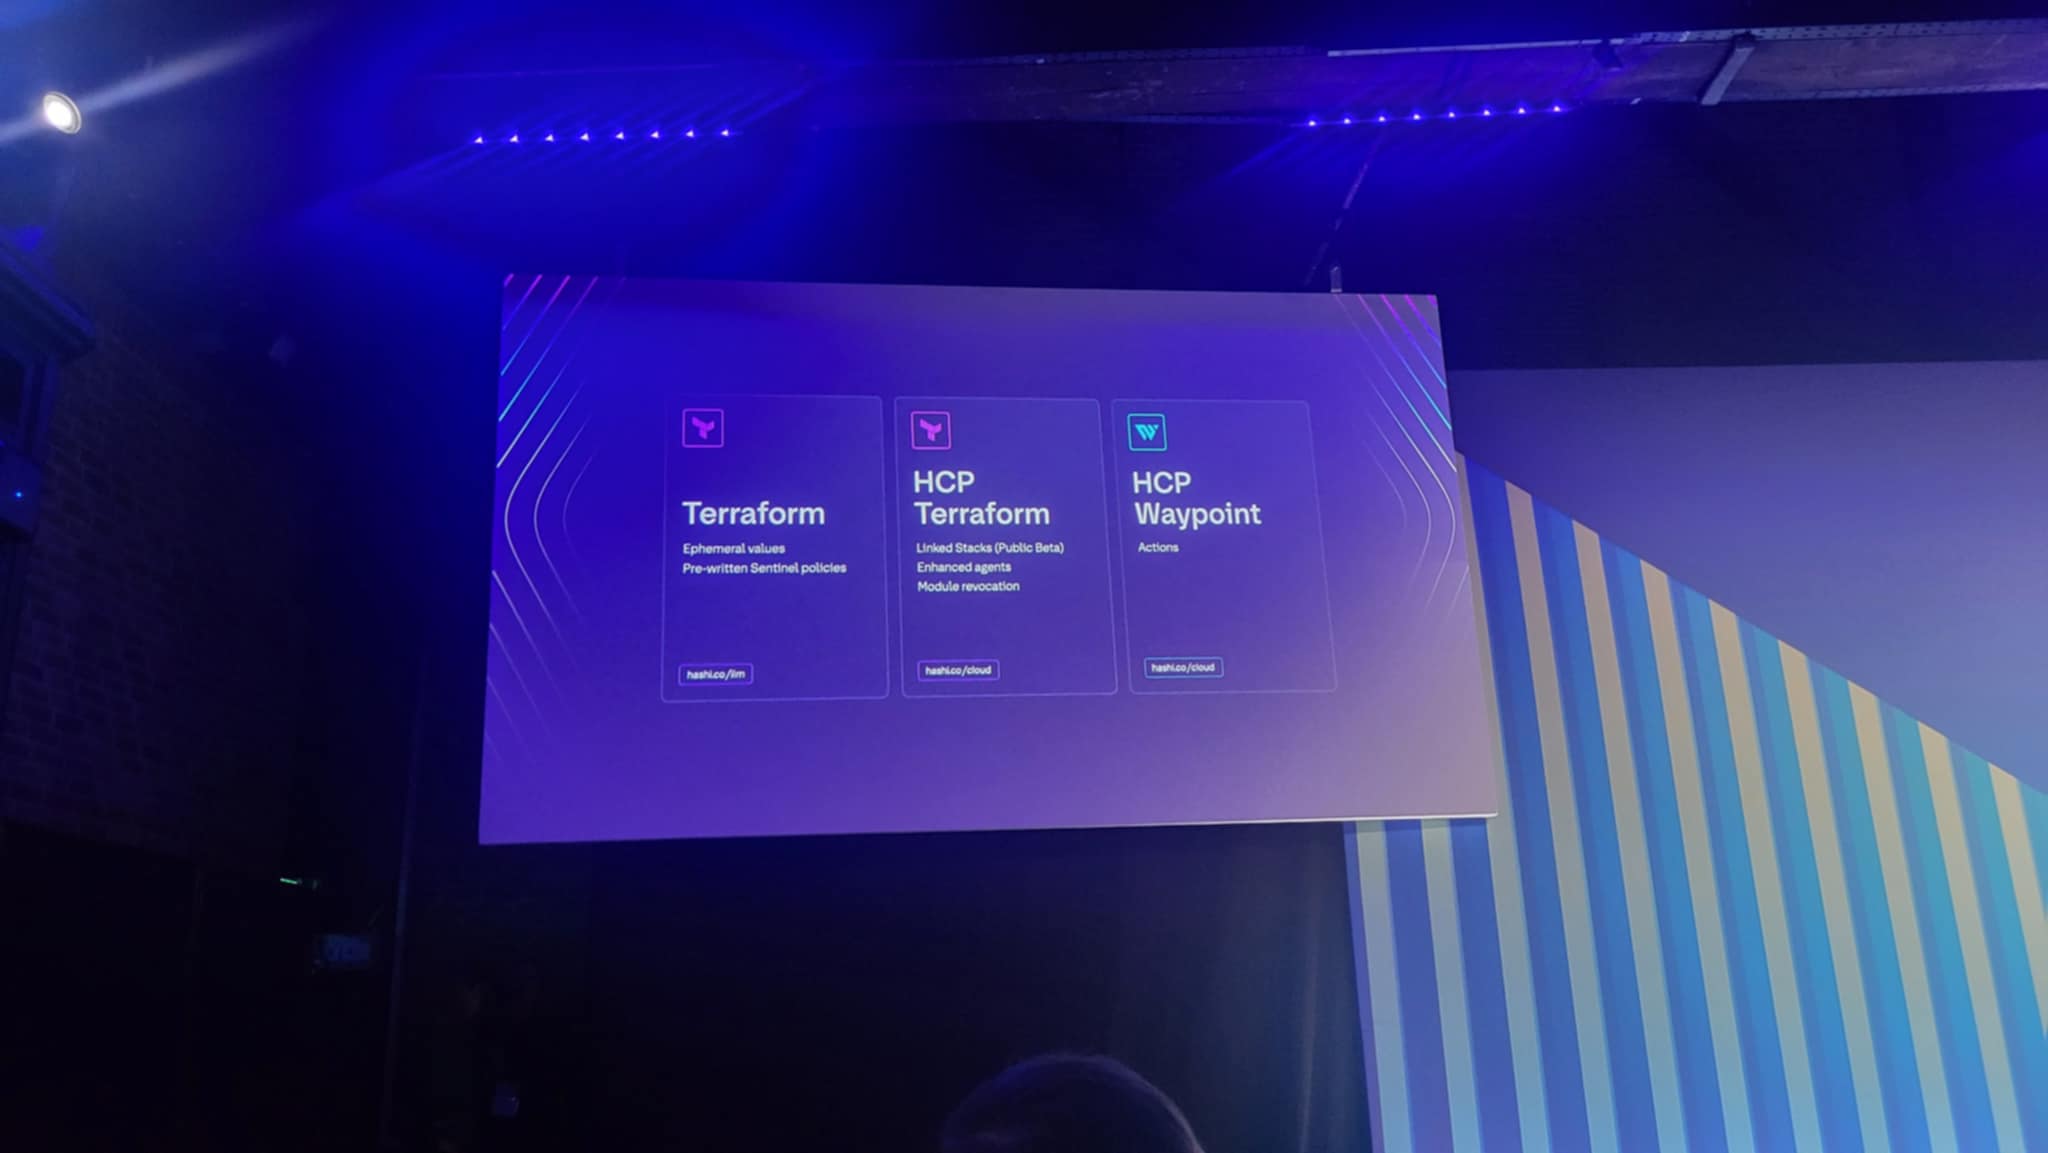 Terraform
Ephemeral values
Pre-written Sentinel policies
hashi.co/ilm
HCP
Terraform
Linked Stacks (Public Beta)
Enhanced agents
Module revocation
hashi.co/cloud
HCP
Waypoint
Actions
hashi.co/cloud